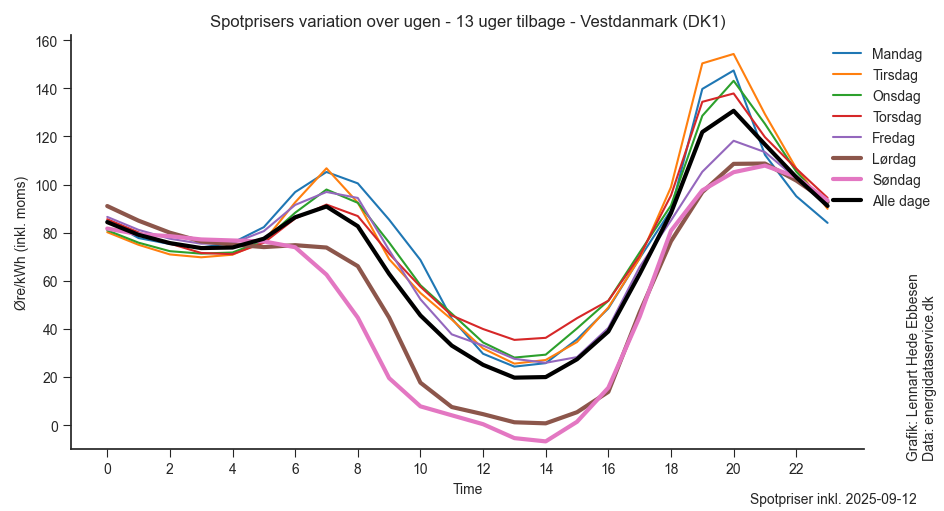 Spotprisers variation over ugen - 13 uger tilbage - Vestdanmark (DK1)
Øre/kWh (inkl. moms)
160
140
120
100
80
60
40
20
0
0 2 4 6 8 10 12 14 16 18 20 22
Time
Mandag
Tirsdag
Onsdag
Torsdag
Fredag
Lørdag
Søndag
Alle dage
Grafik: Lennart Hede Ebbesen
Data: energidataservice.dk
Spotpriser inkl. 2025-09-12